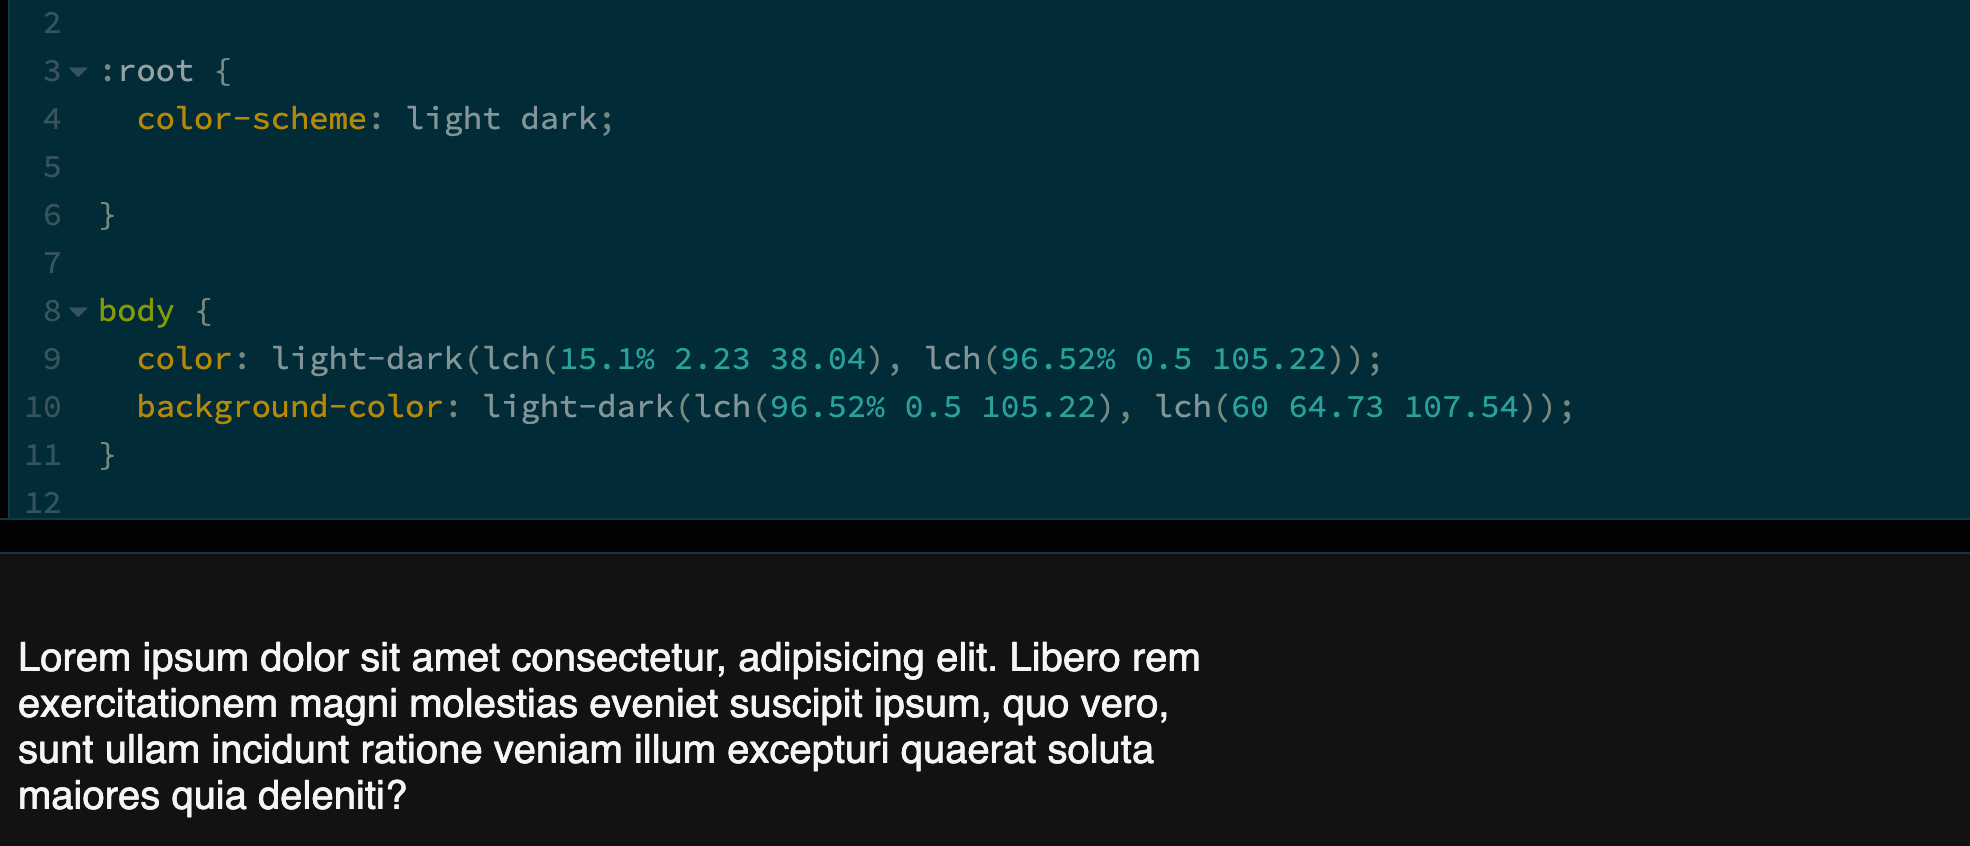 2
3 :root {
4 color-scheme: light dark;
5
6 }
7
8 body {
9 color: light-dark(lch(15.1% 2.23 38.04), lch(96.52% 0.5 105.22));
10 background-color: light-dark(lch(96.52% 0.5 105.22), lch(60 64.73 107.54));
11 }
12
Lorem ipsum dolor sit amet consectetur, adipisicing elit. Libero rem
exercitationem magni molestias eveniet suscipit ipsum, quo vero,
sunt ullam incidunt ratione veniam illum excepturi quaerat soluta
maiores quia deleniti?